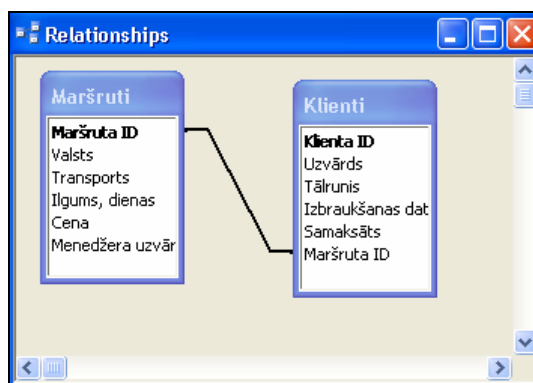 Relationships
Maršruti
Maršruta ID
Valsts
Transports
Ilgums, dienas
Cena
Menedžera uzvār
Klienti
Klienta ID
Uzvārds
Tālrunis
Izbraukšanas dat
Samaksāts
Maršruta ID